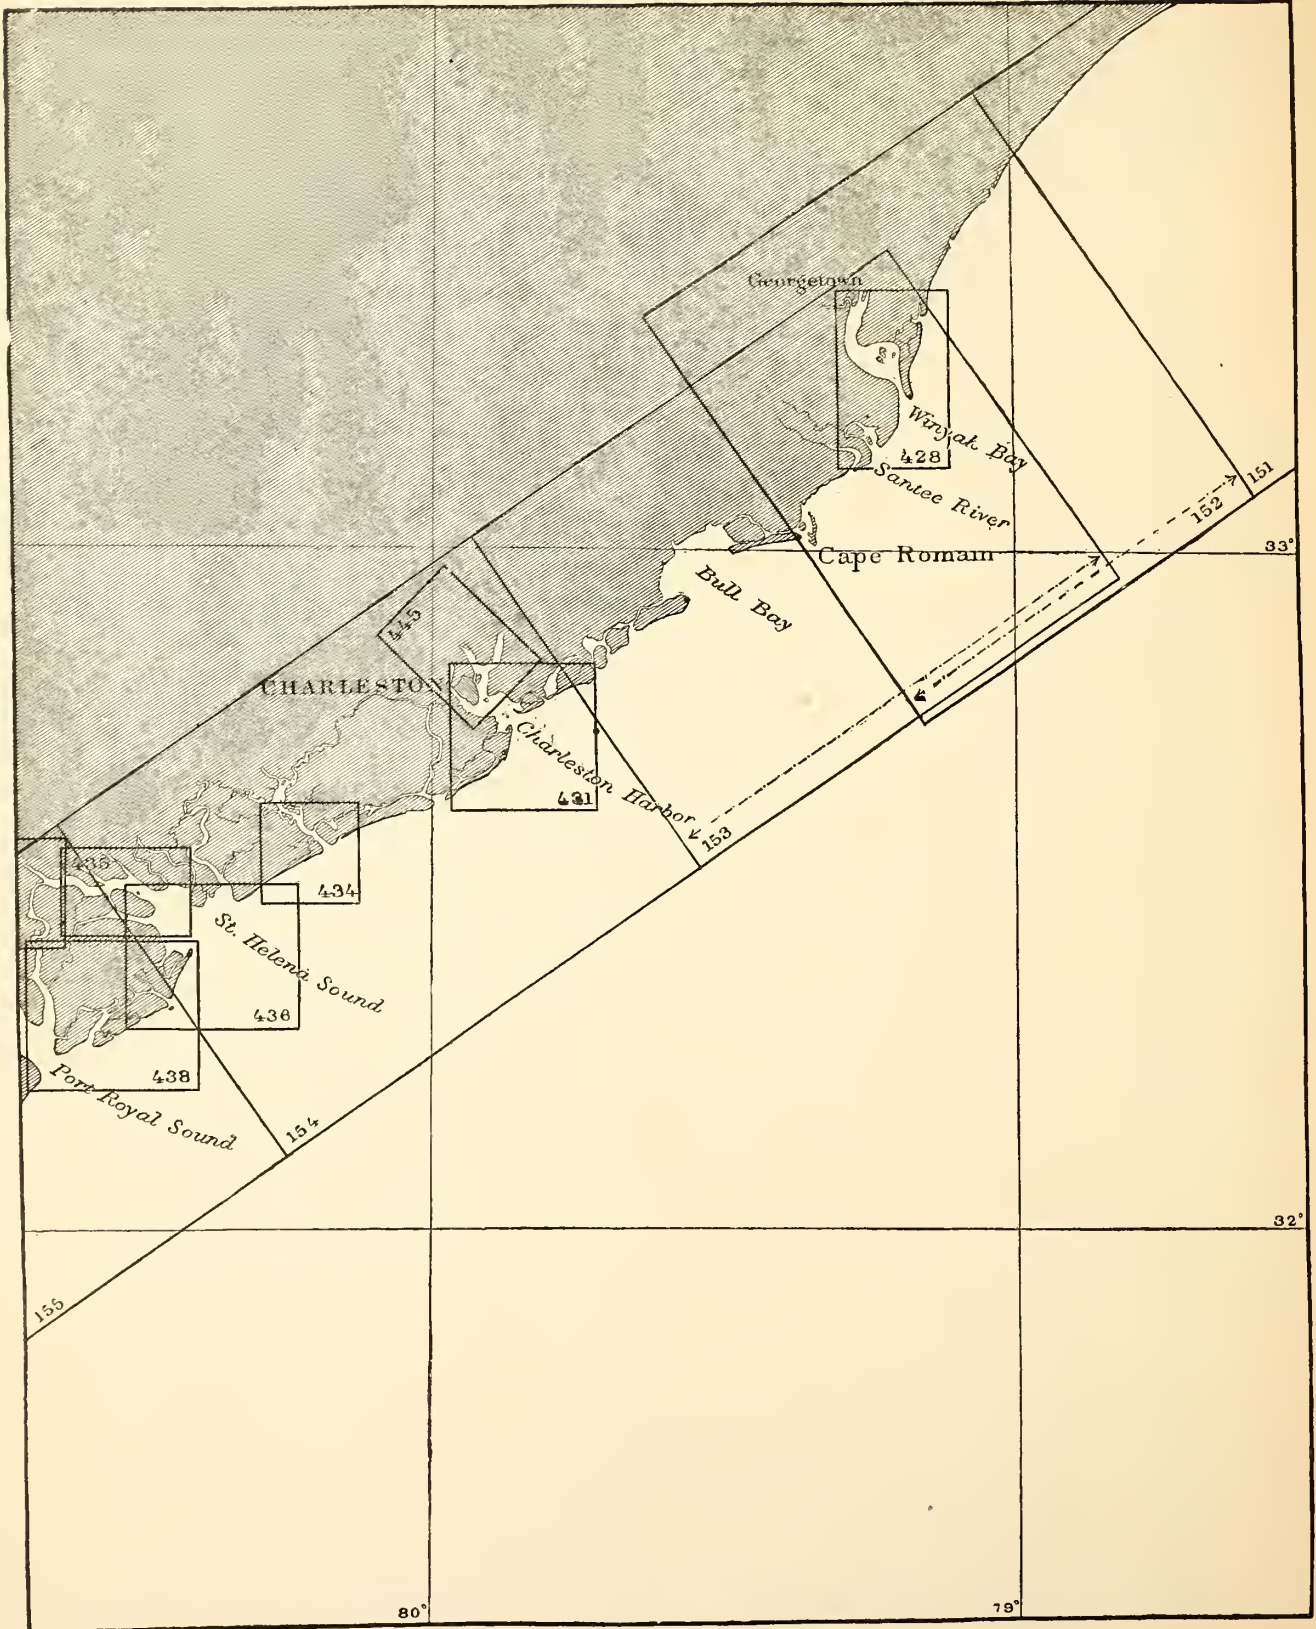 Georgetown
Winyah Bay
428
Santee River
151
152
33°
Cape Romain
Bull Bay
445
CHARLESTON
Charleston Harbor
431
153
435
434
St. Helena Sound
436
438
Port Royal Sound
154
32°
155
80°
79°